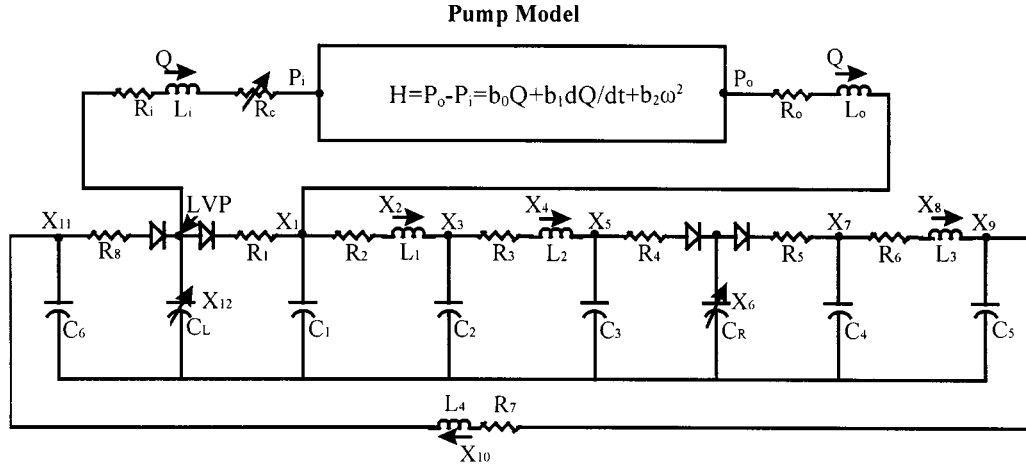 Pump Model
Q Q
Pᵢ Pₒ
H=Pₒ-Pᵢ=b₀Q+b₁dQ/dt+b₂ω²
Rᵢ Lᵢ R꜀ Rₒ Lₒ
LVP
X₁₁ X₁ X₂ X₃ X₄ X₅ X₇ X₈ X₉
R₈ R₁ R₂ L₁ R₃ L₂ R₄ R₅ R₆ L₃
X₁₂ X₆
C₆ C_L C₁ C₂ C₃ C_R C₄ C₅
L₄ R₇
X₁₀